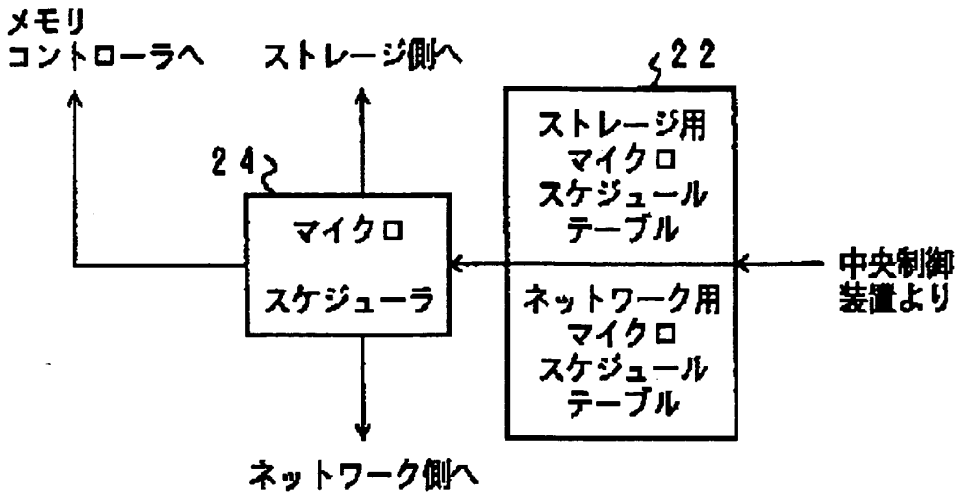 メモリ
コントローラへ
ストレージ側へ
22
ストレージ用
マイクロ
スケジュール
テーブル
24
マイクロ
スケジューラ
中央制御
装置より
ネットワーク用
マイクロ
スケジュール
テーブル
ネットワーク側へ